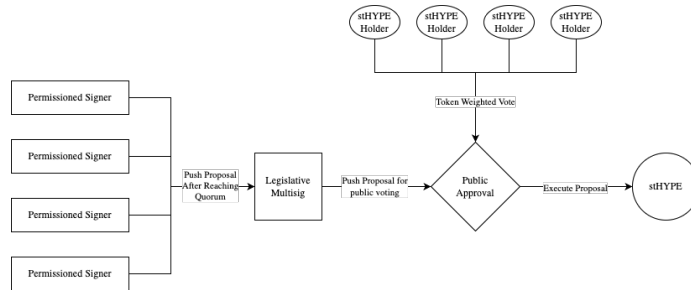 stHYPE
Holder
stHYPE
Holder
stHYPE
Holder
stHYPE
Holder
Token Weighted Vote
Permissioned Signer
Permissioned Signer
Permissioned Signer
Permissioned Signer
Push Proposal
After Reaching
Quorum
Legislative
Multisig
Push Proposal for
public voting
Public
Approval
Execute Proposal
stHYPE